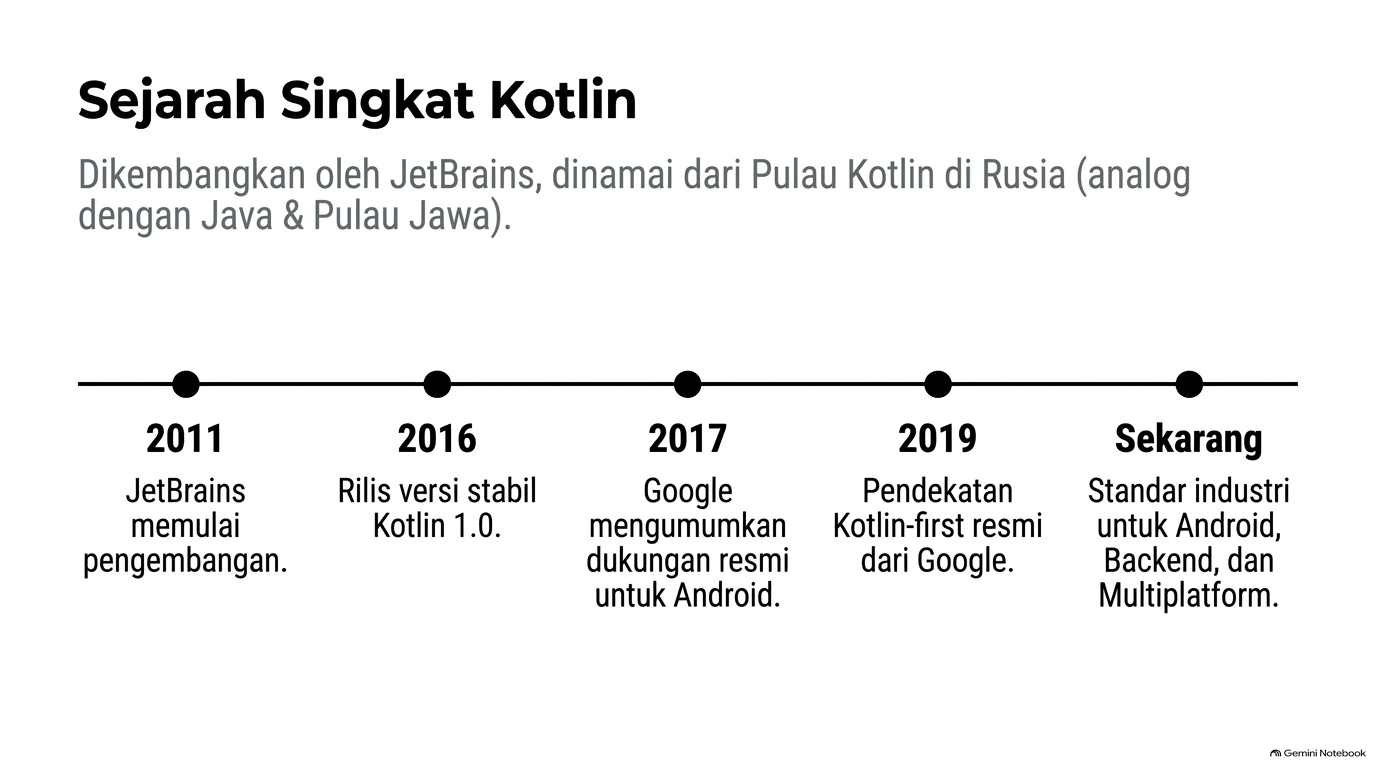 Sejarah Singkat Kotlin
Dikembangkan oleh JetBrains, dinamai dari Pulau Kotlin di Rusia (analog
dengan Java & Pulau Jawa).
2011
JetBrains
memulai
pengembangan.
2016
Rilis versi stabil
Kotlin 1.0.
2017
Google
mengumumkan
dukungan resmi
untuk Android.
2019
Pendekatan
Kotlin-first resmi
dari Google.
Sekarang
Standar industri
untuk Android,
Backend, dan
Multiplatform.
Gemini Notebook